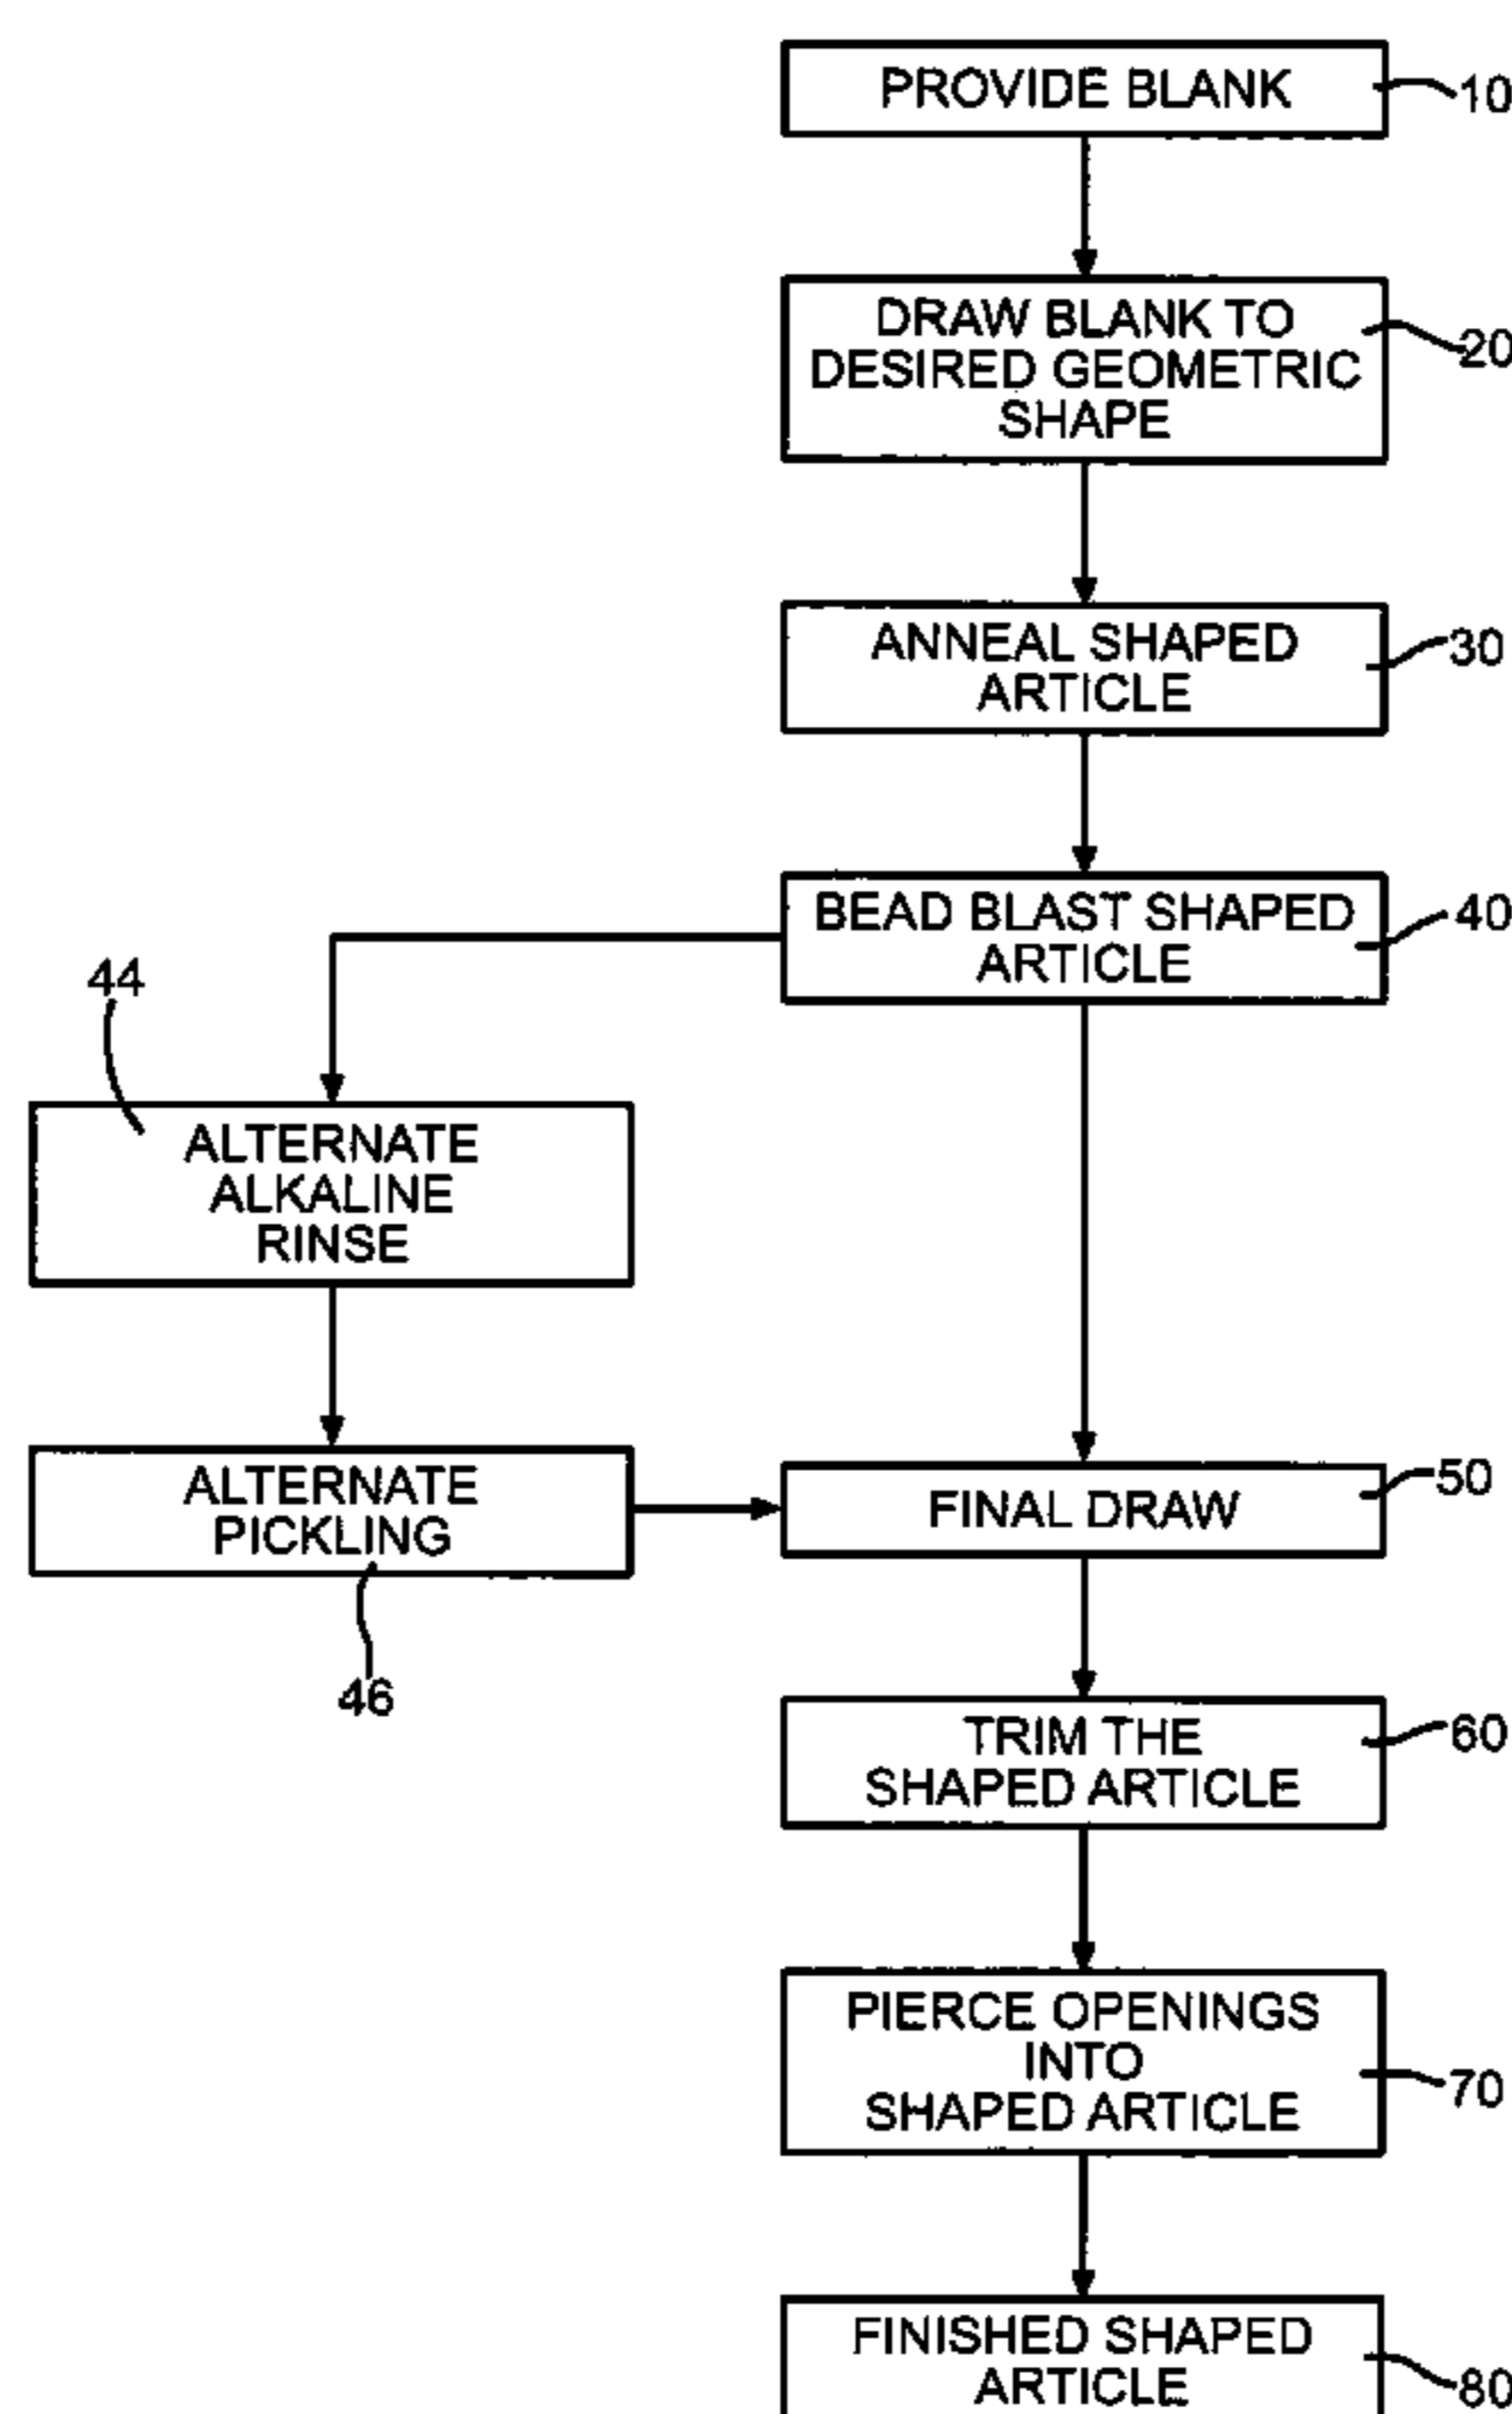 PROVIDE BLANK
10
DRAW BLANK TO
DESIRED GEOMETRIC
SHAPE
20
ANNEAL SHAPED
ARTICLE
30
BEAD BLAST SHAPED
ARTICLE
40
44
ALTERNATE
ALKALINE
RINSE
ALTERNATE
PICKLING
46
FINAL DRAW
50
TRIM THE
SHAPED ARTICLE
60
PIERCE OPENINGS
INTO
SHAPED ARTICLE
70
FINISHED SHAPED
ARTICLE
80